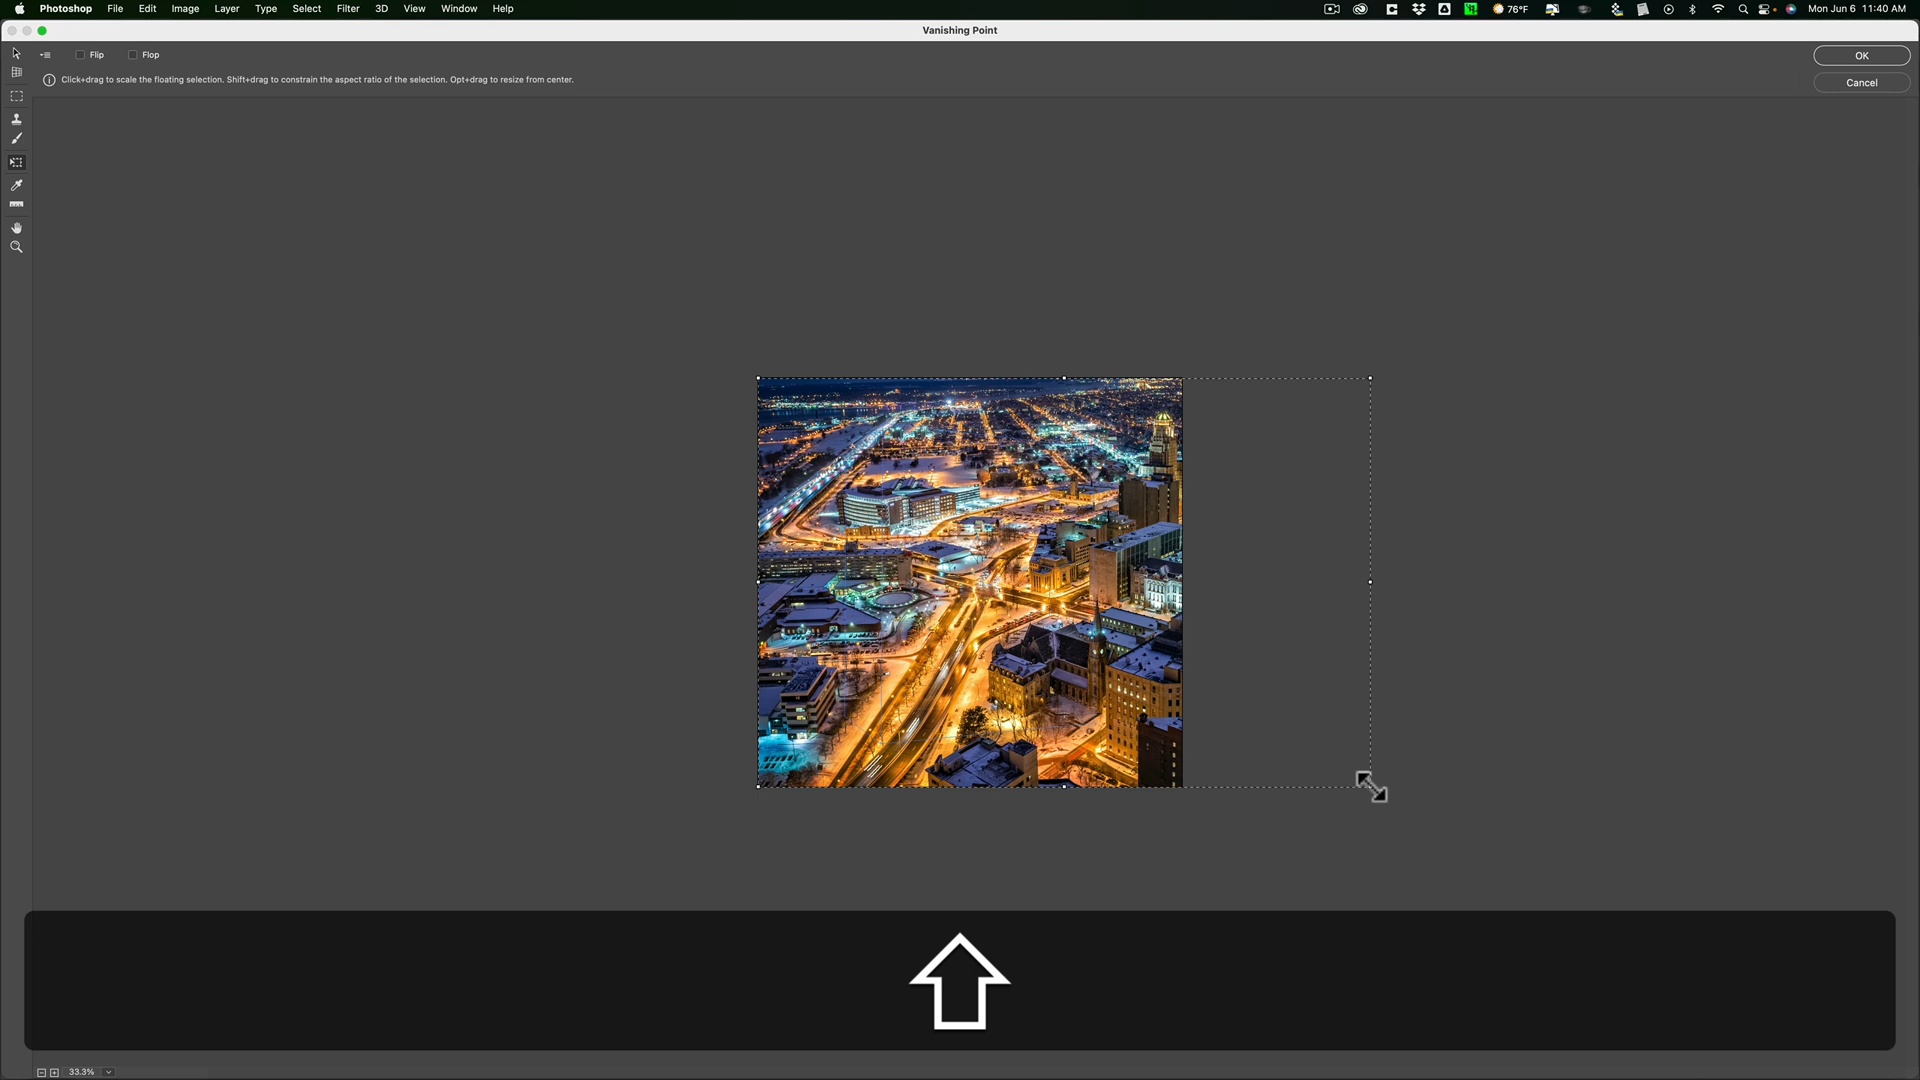 Photoshop File Edit Image Layer Type Select Filter 3D View Window Help 76°F Mon Jun 6 11:40 AM
Vanishing Point
Flip Flop OK
Click+drag to scale the floating selection. Shift+drag to constrain the aspect ratio of the selection. Opt+drag to resize from center.
Cancel
33.3%